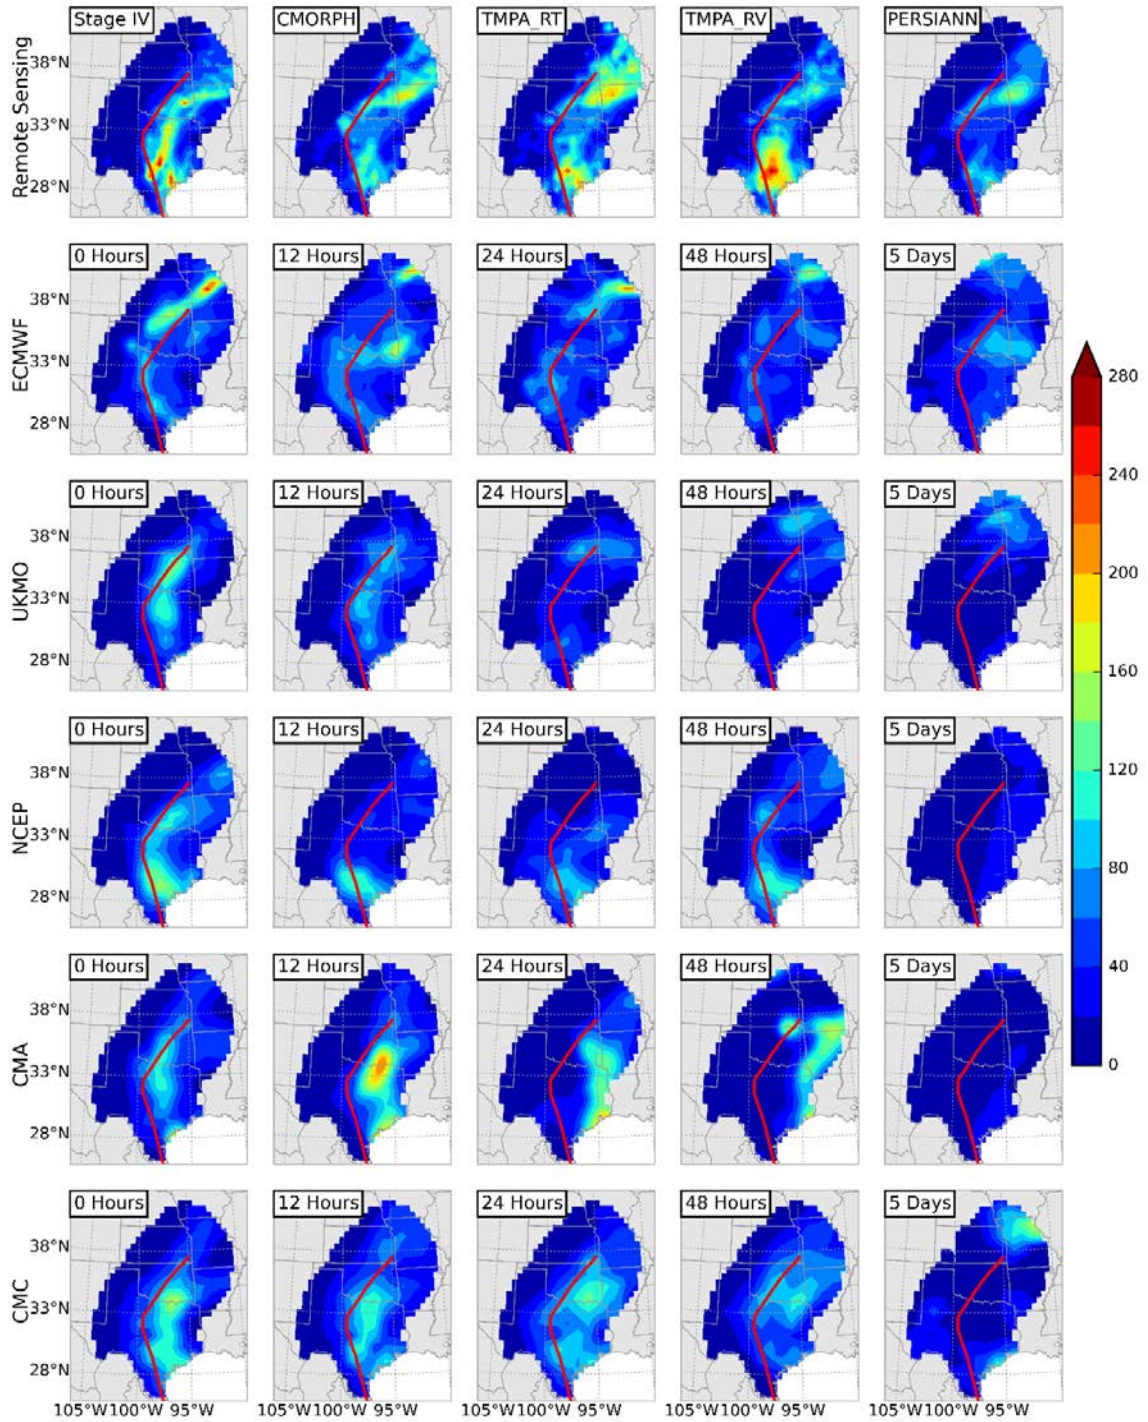 Stage IV CMORPH TMPA_RT TMPA_RV PERSIANN
Remote Sensing
38°N
33°N
28°N
0 Hours 12 Hours 24 Hours 48 Hours 5 Days
ECMWF
38°N
33°N
28°N
280
240
200
160
120
80
40
0
0 Hours 12 Hours 24 Hours 48 Hours 5 Days
UKMO
38°N
33°N
28°N
0 Hours 12 Hours 24 Hours 48 Hours 5 Days
NCEP
38°N
33°N
28°N
0 Hours 12 Hours 24 Hours 48 Hours 5 Days
CMA
38°N
33°N
28°N
0 Hours 12 Hours 24 Hours 48 Hours 5 Days
CMC
38°N
33°N
28°N
105°W 100°W 95°W 105°W 100°W 95°W 105°W 100°W 95°W 105°W 100°W 95°W 105°W 100°W 95°W